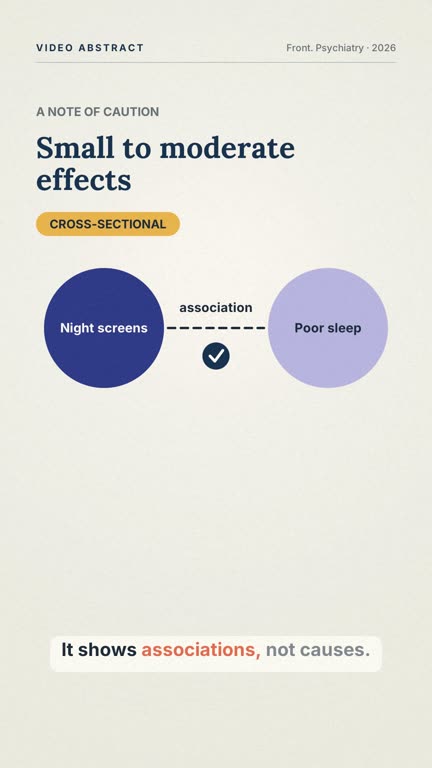 VIDEO ABSTRACT
Front. Psychiatry · 2026
A NOTE OF CAUTION
Small to moderate
effects
CROSS-SECTIONAL
Night screens
association
Poor sleep
It shows associations, not causes.